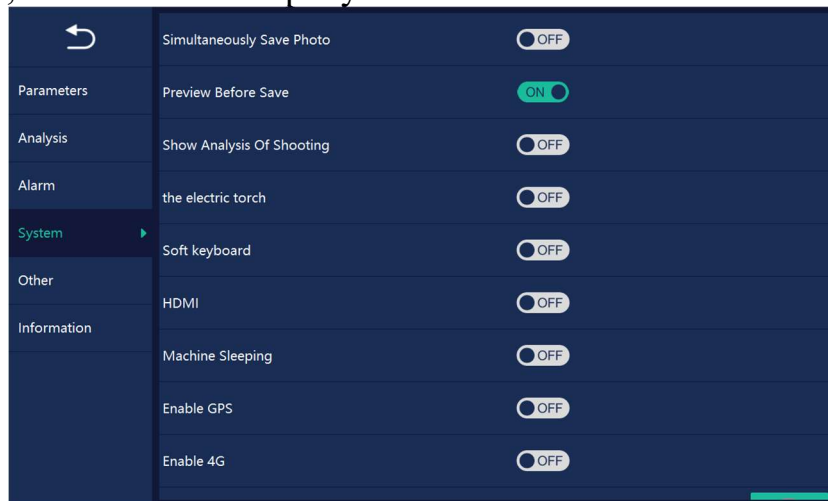 Simultaneously Save Photo OFF
Parameters
Preview Before Save ON
Analysis
Show Analysis Of Shooting OFF
Alarm
the electric torch OFF
System
Soft keyboard OFF
Other
HDMI OFF
Information
Machine Sleeping OFF
Enable GPS OFF
Enable 4G OFF